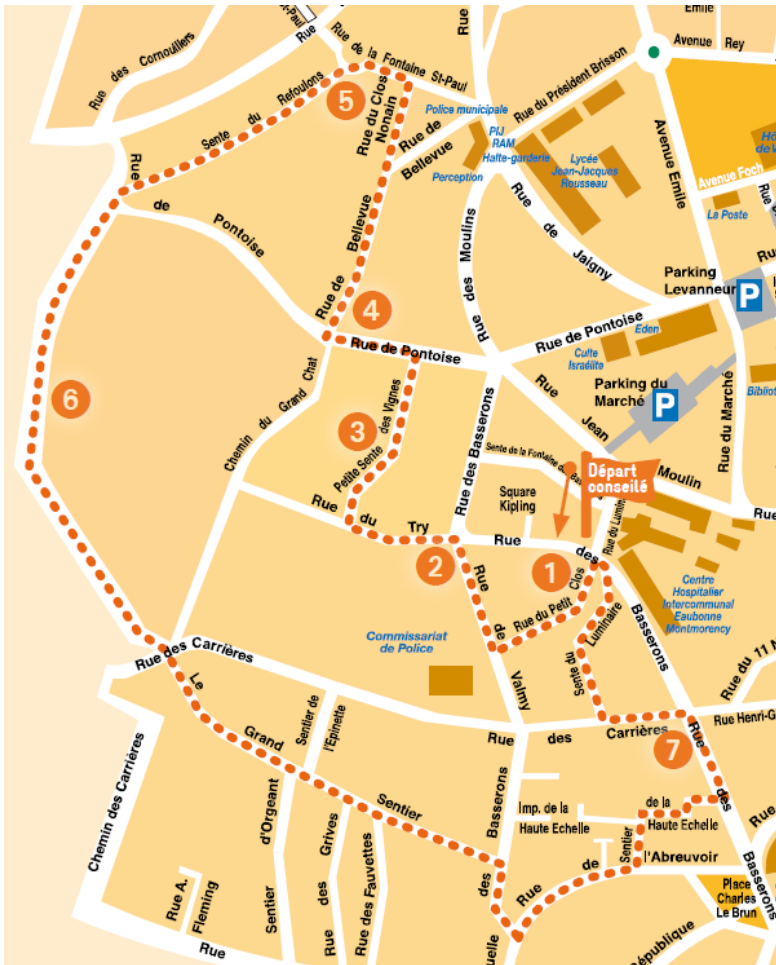 St-Paul
Rue
Rue des Cornouillers
Rue de la Fontaine St-Paul
Rue
Emile
Avenue Rey
Rue du Président Brisson
Police municipale
PIJ
RAM
Halte-garderie
Perception
Lycée
Jean-Jacques
Rousseau
Avenue Emile
Avenue Foch
La Poste
5
Sente du Refoulons
Rue du Clos
Nonain
Rue de
Bellevue
Rue de Pontoise
Rue de Bellevue
4
Rue des Moulins
Rue de Jaigny
Parking
Levanneur
P
Rue de Pontoise
Rue de Pontoise
Eden
Culte
Israélite
Parking du
Marché
P
Rue du Marché
6
Chemin du Grand Chat
3
Petite Sente des Vignes
Rue des Basserons
Rue Jean Moulin
Départ
conseilé
Square
Kipling
Rue du Try
2
Rue des Basserons
1
Rue du Petit Clos
Sente du Luminaire
Rue de Valmy
Centre
Hospitalier
Intercommunal
Eaubonne
Montmorency
Commissariat
de Police
Rue des Carrières
Rue des Carrières
7
Rue du 11 N
Rue Henri-G
Le Grand Sentier
Sentier de
l'Epinette
Chemin des Carrières
Sentier d'Orgeant
Rue des Grives
Rue des Fauvettes
Rue A.
Fleming
Rue
Basserons
des
uelle
Imp. de la
Haute Echelle
Sentier de la
Haute Echelle
Rue de l'Abreuvoir
Rue des Basserons
Rue
Place
Charles
Le Brun
République